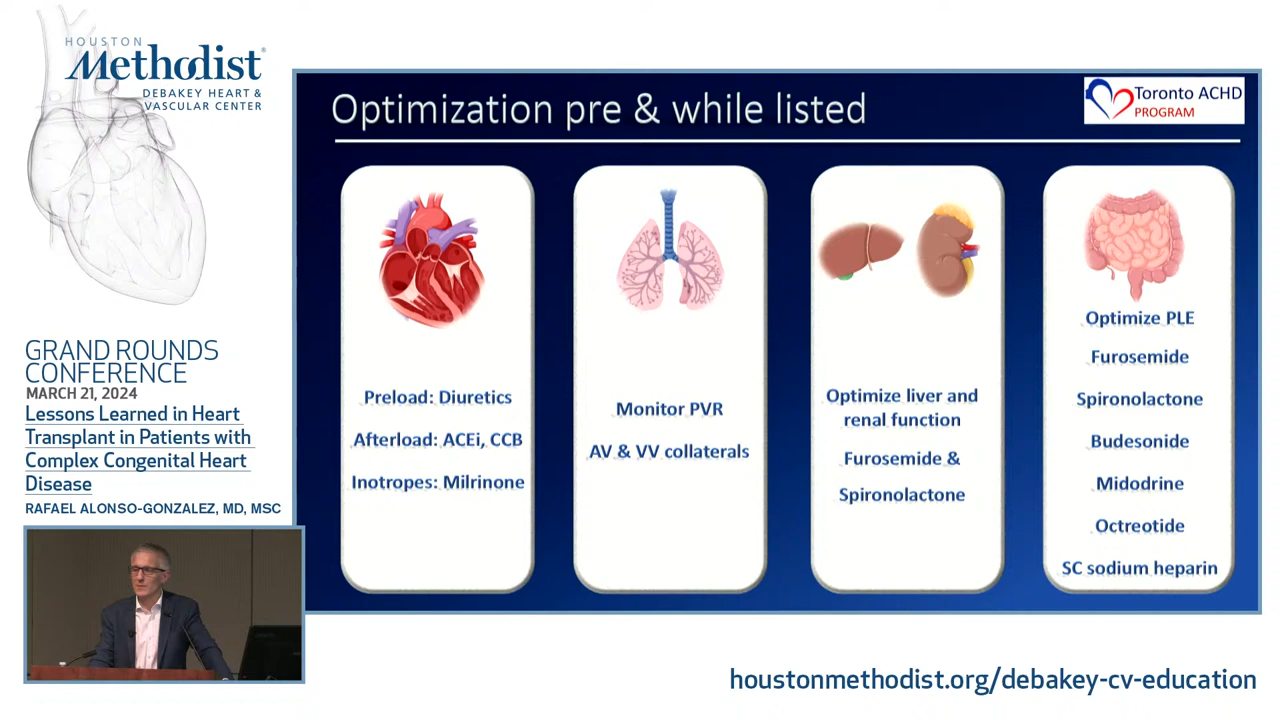 HOUSTON
Methodist®
DEBAKEY HEART &
VASCULAR CENTER
GRAND ROUNDS
CONFERENCE
MARCH 21, 2024
Lessons Learned in Heart
Transplant in Patients with
Complex Congenital Heart
Disease
RAFAEL ALONSO-GONZALEZ, MD, MSC
Optimization pre & while listed
Toronto ACHD
PROGRAM
Preload: Diuretics
Afterload: ACEi, CCB
Inotropes: Milrinone
Monitor PVR
AV & VV collaterals
Optimize liver and
renal function
Furosemide &
Spironolactone
Optimize PLE
Furosemide
Spironolactone
Budesonide
Midodrine
Octreotide
SC sodium heparin
houstonmethodist.org/debakey-cv-education